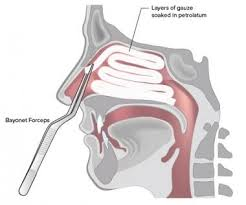 Layers of gauze
soaked in petrolatum
Bayonet Forceps